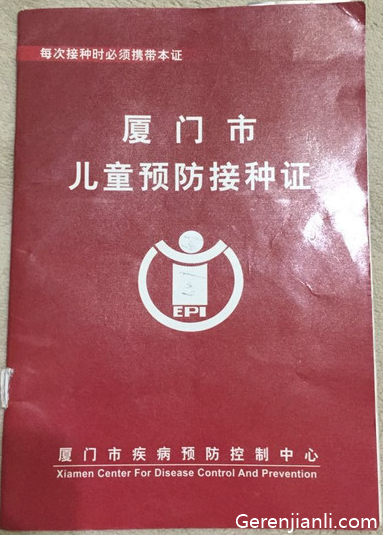 每次接种时必须携带本证
厦门市
儿童预防接种证
EPI
厦门市疾病预防控制中心
Xiamen Center For Disease Control And Prevention
Gerenjianli.com